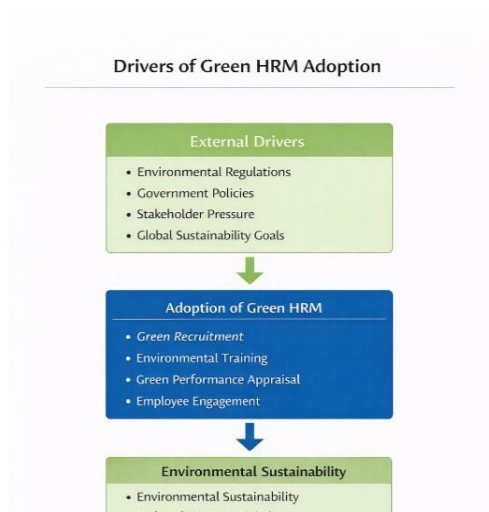 Drivers of Green HRM Adoption
External Drivers
• Environmental Regulations
• Government Policies
• Stakeholder Pressure
• Global Sustainability Goals
Adoption of Green HRM
• Green Recruitment
• Environmental Training
• Green Performance Appraisal
• Employee Engagement
Environmental Sustainability
• Environmental Sustainability